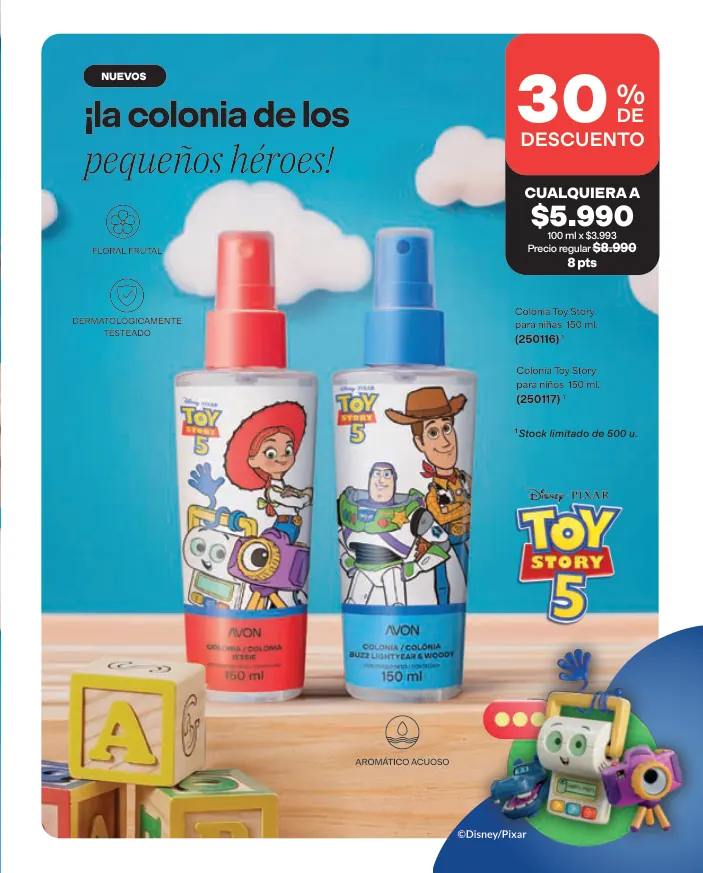 NUEVOS
¡la colonia de los
pequeños héroes!
30 %
DE
DESCUENTO
CUALQUIERA A
$5.990
100 ml x $3.993
Precio regular $8.990
8 pts
FLORAL FRUTAL
DERMATOLÓGICAMENTE
TESTEADO
Colonia Toy Story
para niñas 150 ml.
(250116) ¹
Colonia Toy Story
para niños 150 ml.
(250117) ¹
¹ Stock limitado de 500 u.
Disney PIXAR
TOY
STORY
5
Disney PIXAR
TOY
STORY
5
AVON
COLONIA / COLÔNIA
JESSIE
150 ml
Disney PIXAR
TOY
STORY
5
AVON
COLONIA / COLÔNIA
BUZZ LIGHTYEAR & WOODY
150 ml
A
AROMÁTICO ACUOSO
©Disney/Pixar